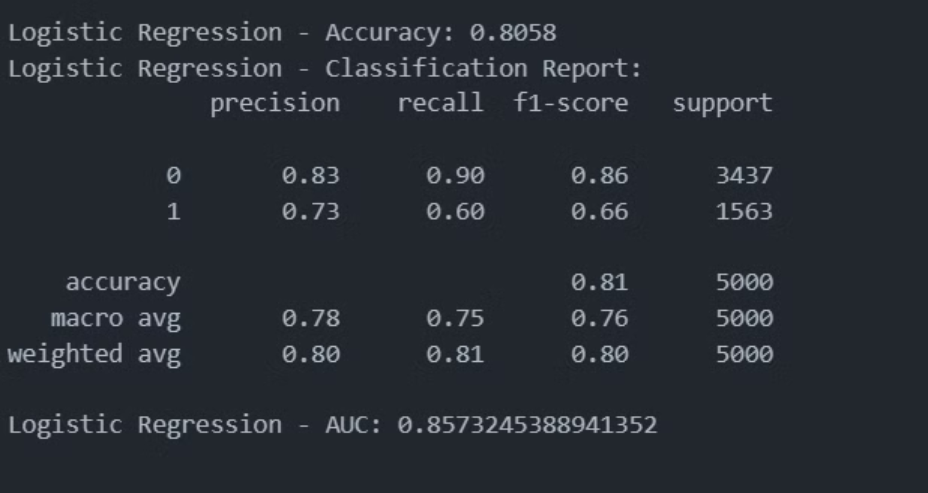 Logistic Regression - Accuracy: 0.8058
Logistic Regression - Classification Report:
precision recall f1-score support
0 0.83 0.90 0.86 3437
1 0.73 0.60 0.66 1563
accuracy 0.81 5000
macro avg 0.78 0.75 0.76 5000
weighted avg 0.80 0.81 0.80 5000
Logistic Regression - AUC: 0.8573245388941352